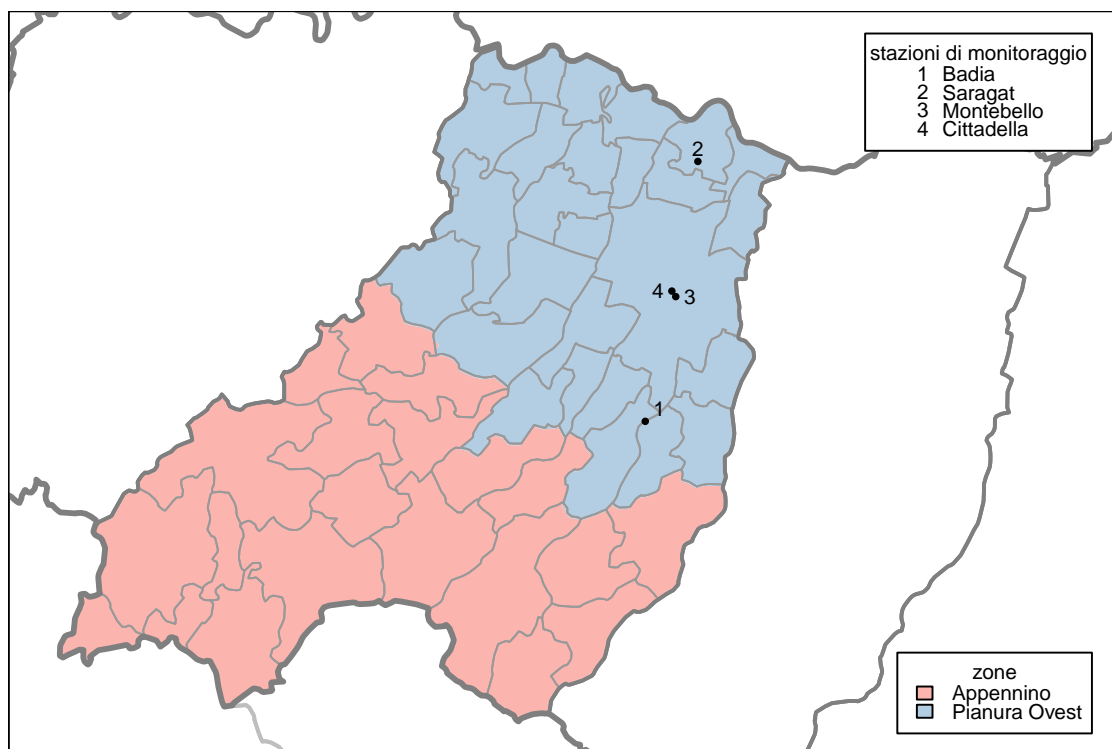 stazioni di monitoraggio
1 Badia
2 Saragat
3 Montebello
4 Cittadella
2
4
3
1
zone
Appennino
Pianura Ovest